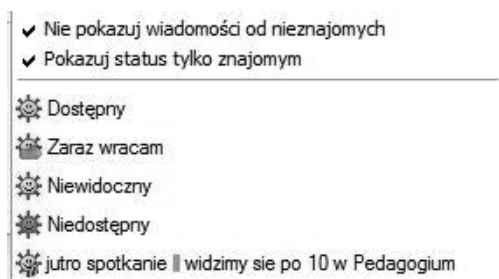 Nie pokazuj wiadomości od nieznajomych
Pokazuj status tylko znajomym
Dostępny
Zaraz wracam
Niewidoczny
Niedostępny
jutro spotkanie || widzimy sie po 10 w Pedagogium